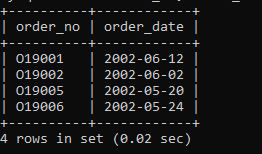 +----------+------------+
| order_no | order_date |
+----------+------------+
| O19001   | 2002-06-12 |
| O19002   | 2002-06-02 |
| O19005   | 2002-05-20 |
| O19006   | 2002-05-24 |
+----------+------------+
4 rows in set (0.02 sec)